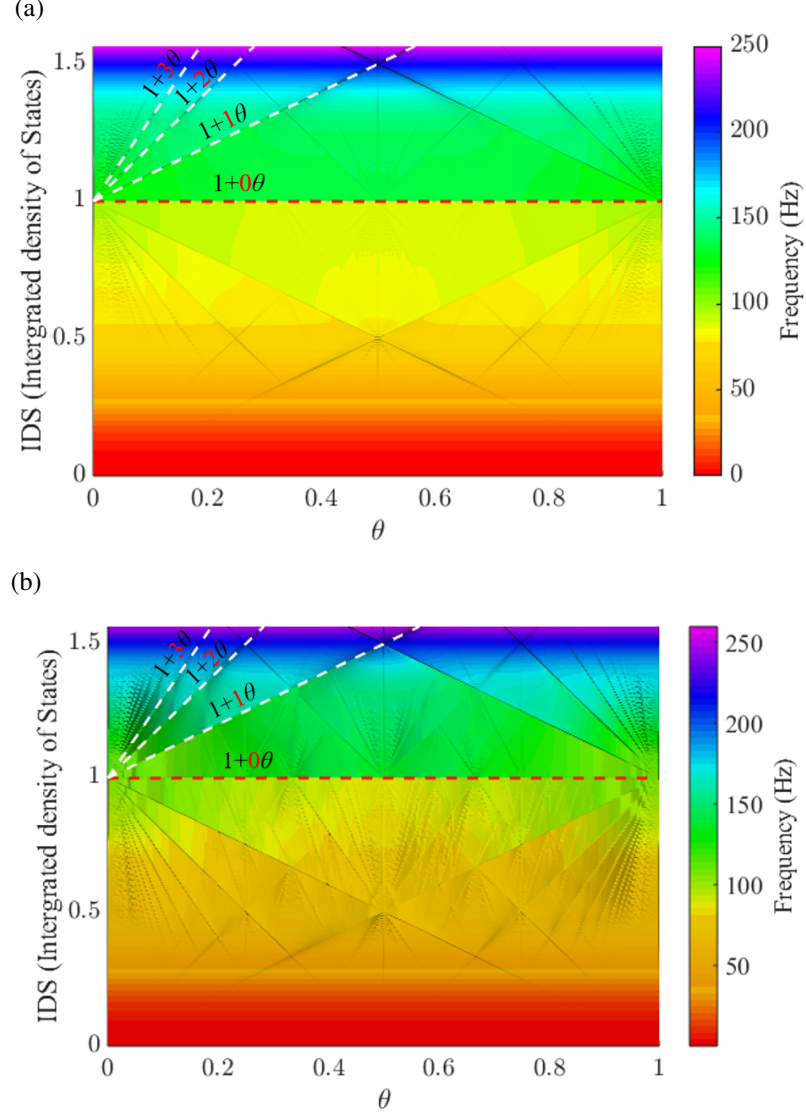 (a)
1+3θ
1+2θ
1+1θ
1+0θ
1.5
1
0.5
0
0
0.2
0.4
0.6
0.8
1
θ
IDS (Intergrated density of States)
250
200
150
100
50
0
Frequency (Hz)
(b)
1+3θ
1+2θ
1+1θ
1+0θ
1.5
1
0.5
0
0
0.2
0.4
0.6
0.8
1
θ
IDS (Intergrated density of States)
250
200
150
100
50
Frequency (Hz)